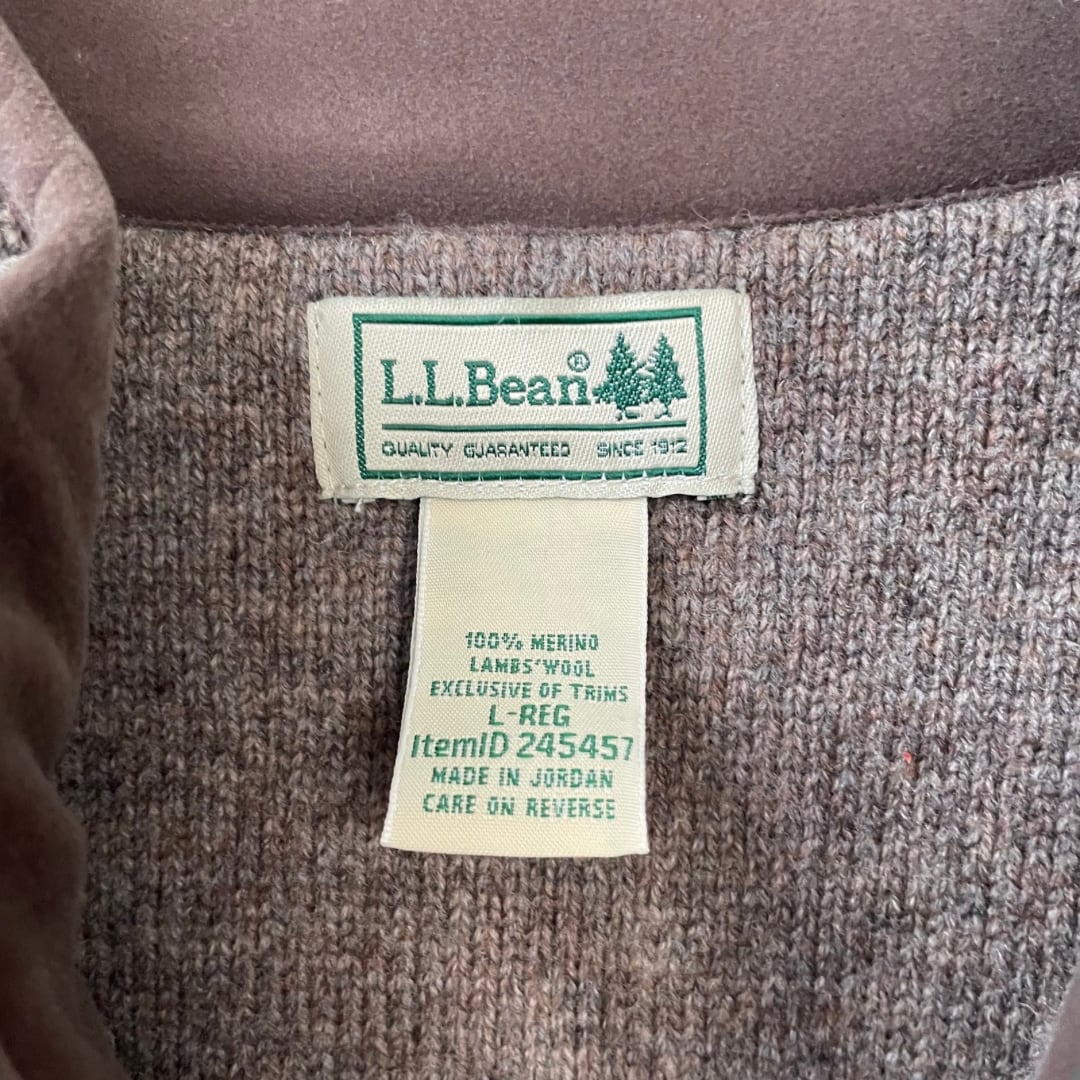 L.L.Bean®
QUALITY GUARANTEED SINCE 1912
100% MERINO
LAMBS'WOOL
EXCLUSIVE OF TRIMS
L-REG
ItemID 245457
MADE IN JORDAN
CARE ON REVERSE